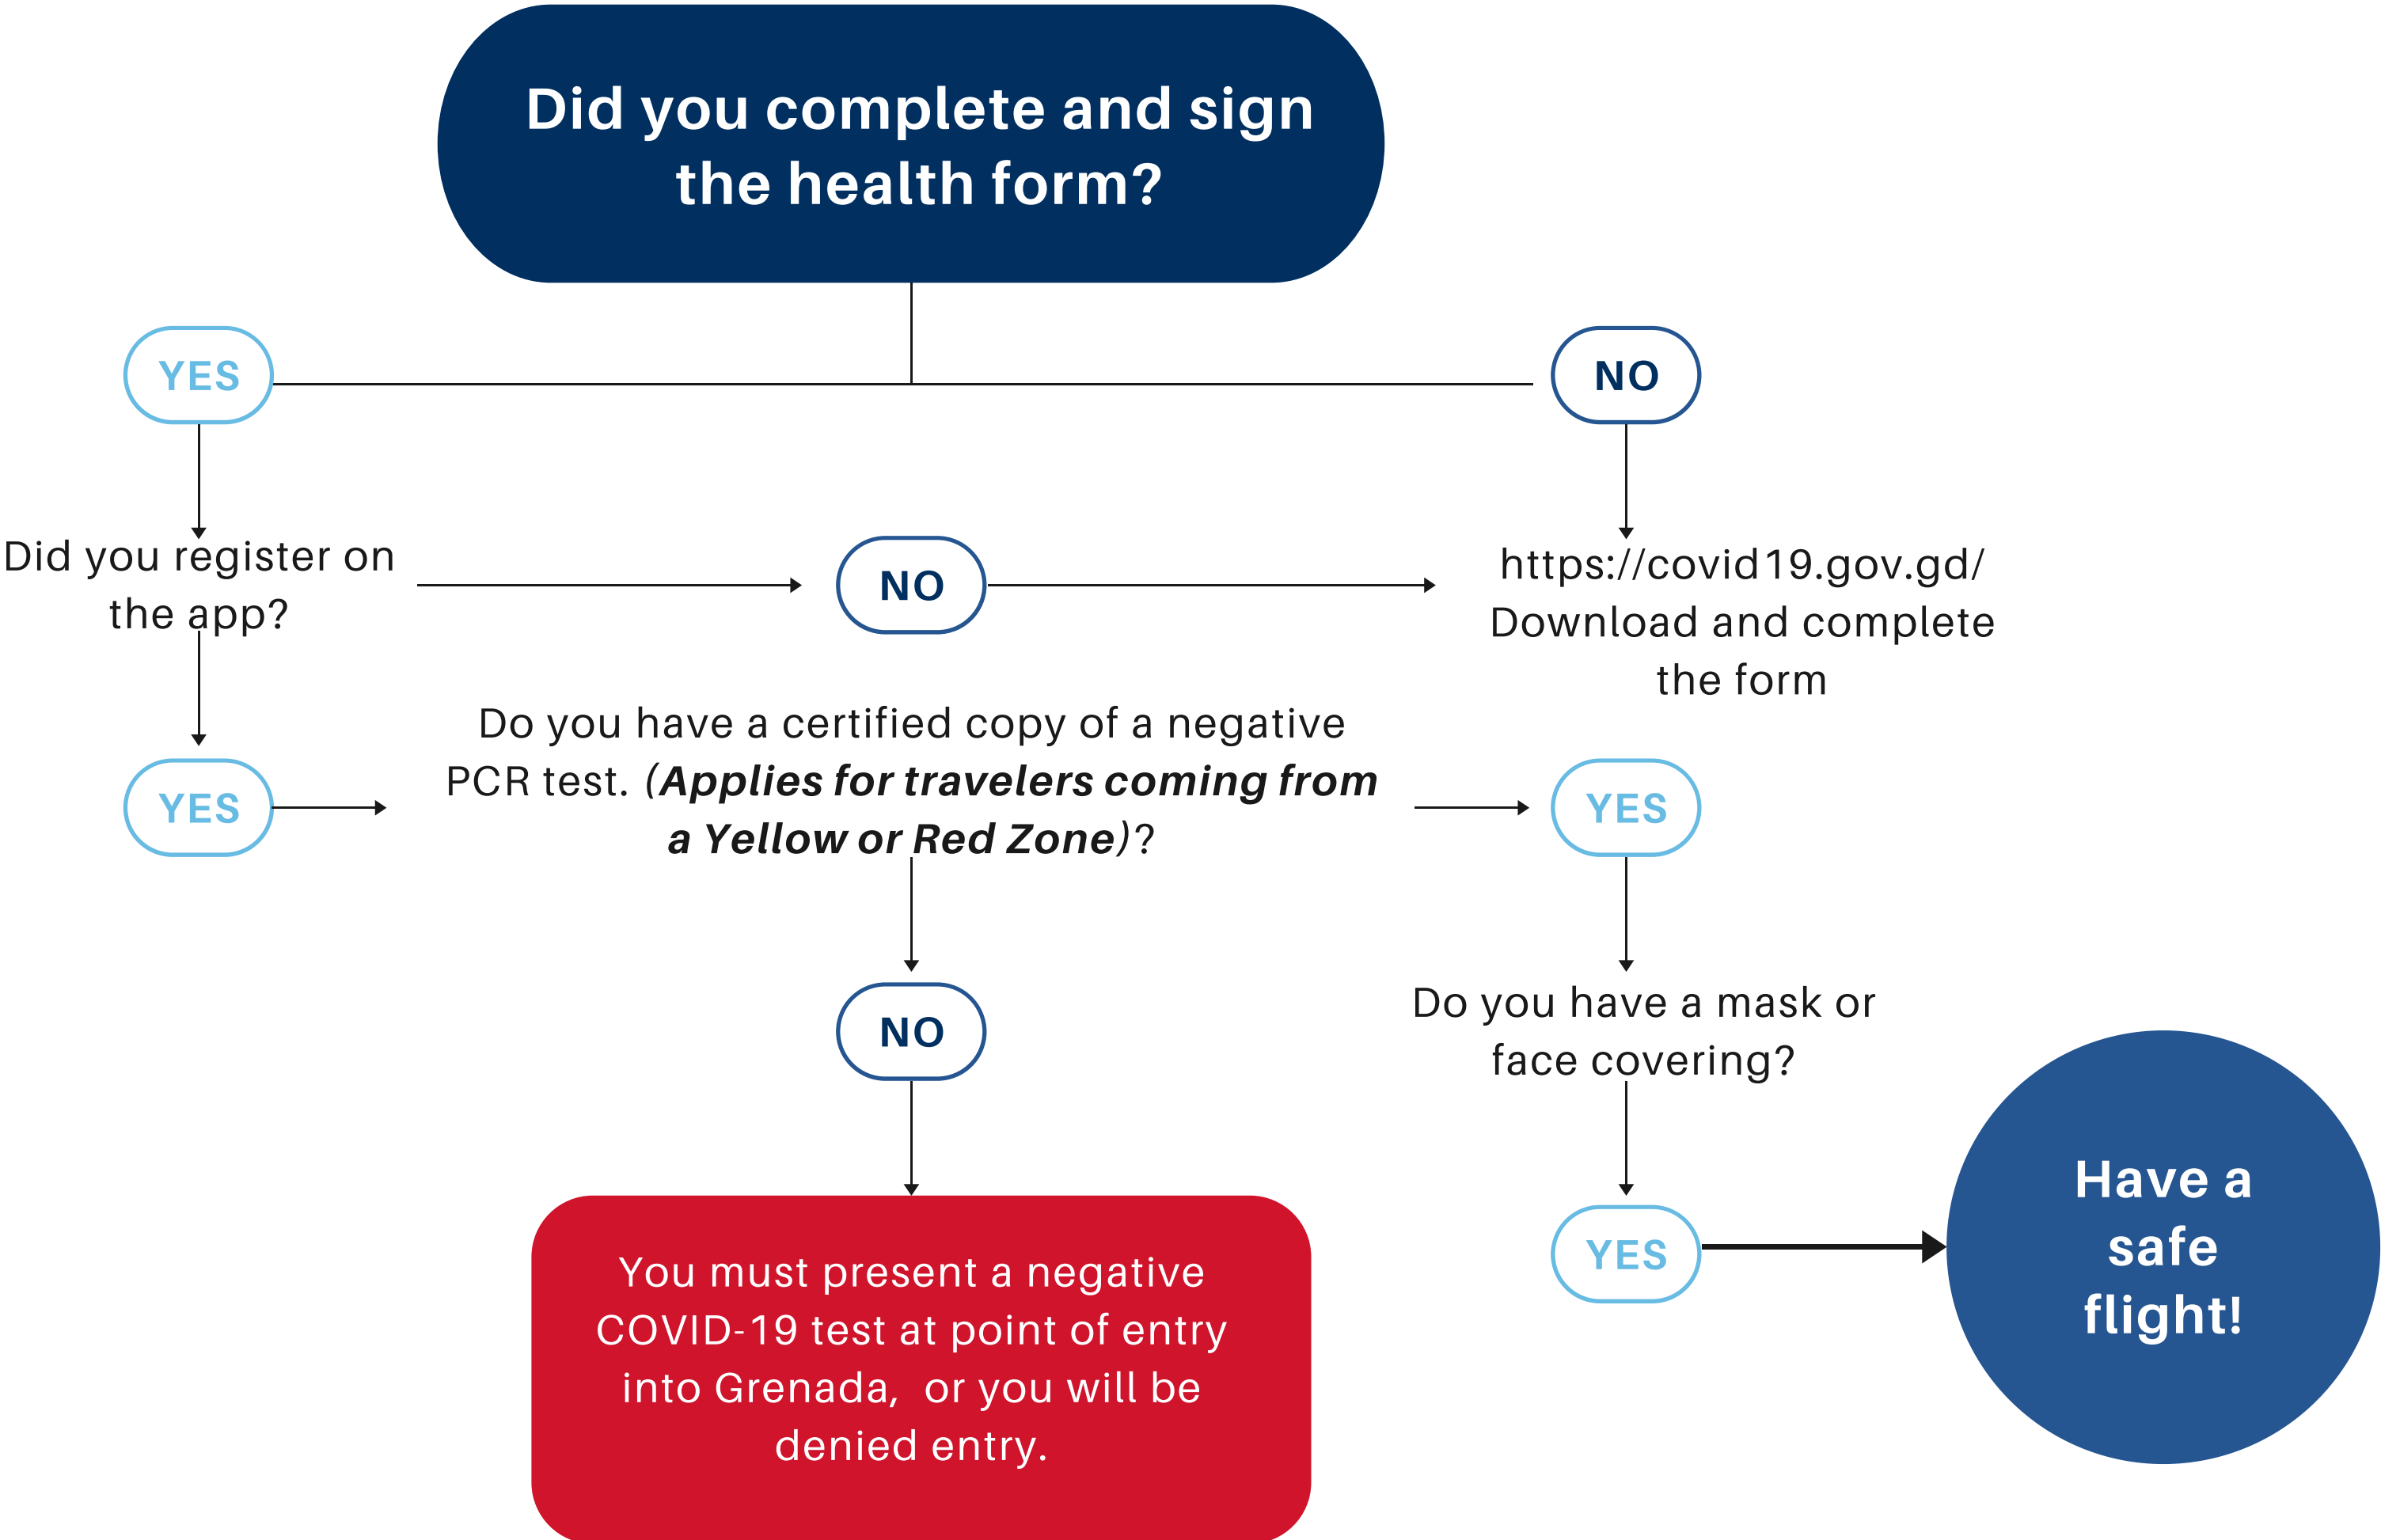 Did you complete and sign
the health form?
YES
NO
Did you register on
the app?
NO
https://covid19.gov.gd/
Download and complete
the form
Do you have a certified copy of a negative
PCR test. (Applies for travelers coming from
a Yellow or Red Zone)?
YES
YES
NO
Do you have a mask or
face covering?
You must present a negative
COVID-19 test at point of entry
into Grenada,  or you will be
denied entry.
YES
Have a
safe
flight!